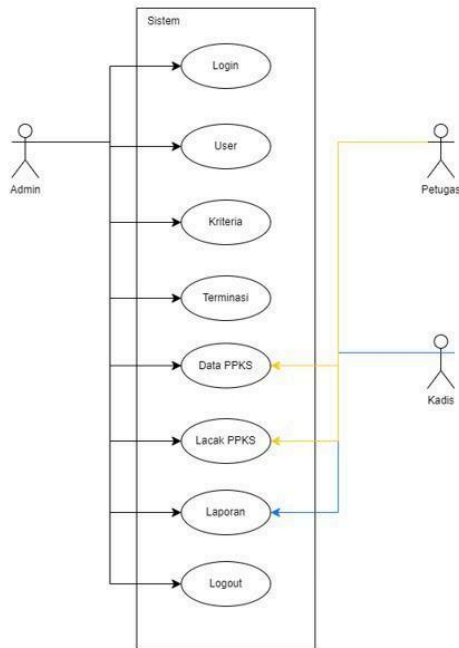 Sistem
Login
User
Admin
Petugas
Kriteria
Terminasi
Data PPKS
Kadis
Lacak PPKS
Laporan
Logout